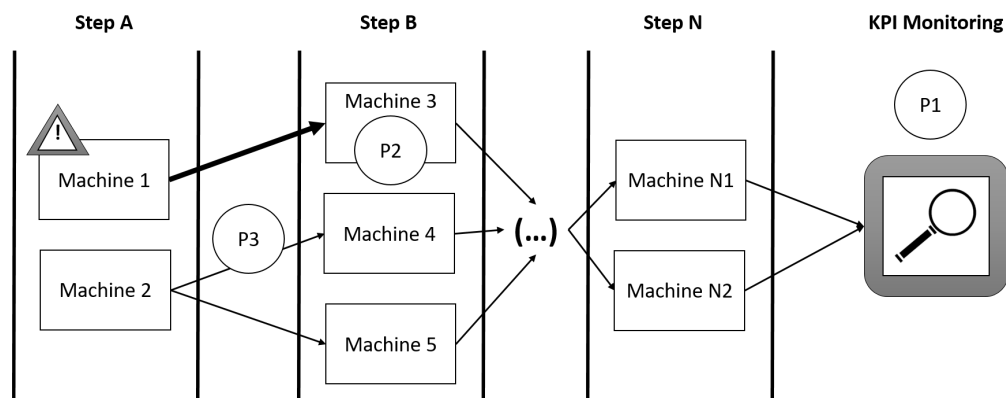 Step A
Step B
Step N
KPI Monitoring
!
Machine 1
Machine 2
P3
Machine 3
P2
Machine 4
Machine 5
(...)
Machine N1
Machine N2
P1